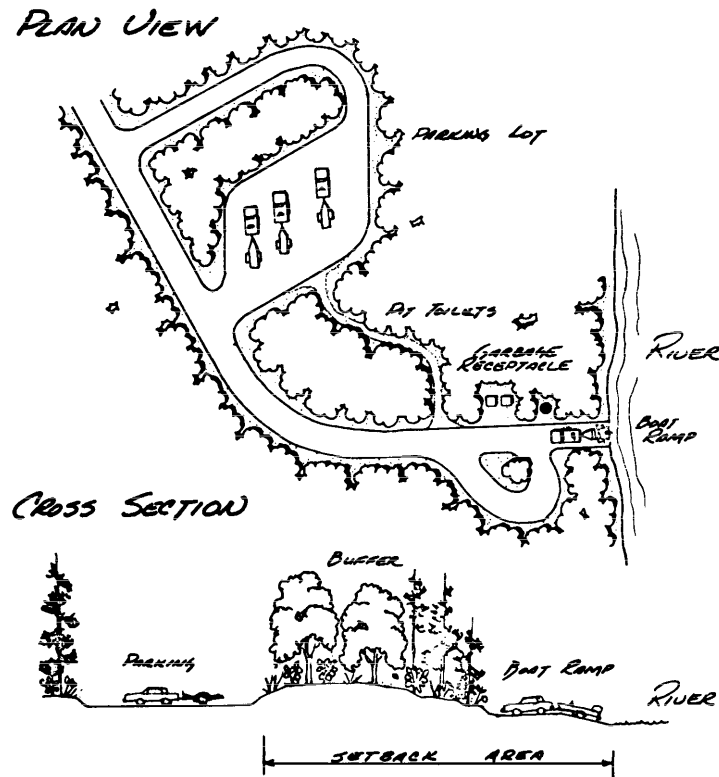 PLAN VIEW
PARKING LOT
PIT TOILETS
GARBAGE
RECEPTACLE
RIVER
BOAT
RAMP
CROSS SECTION
BUFFER
PARKING
BOAT RAMP
RIVER
SETBACK AREA